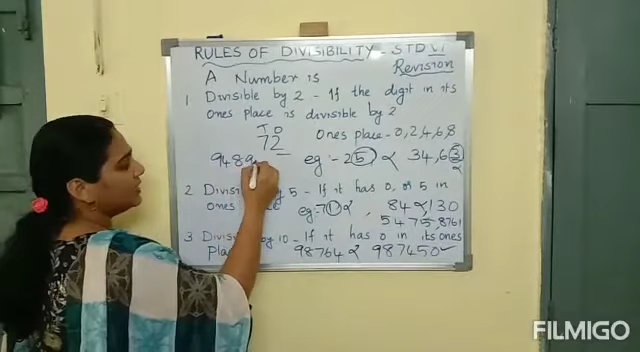 RULES OF DIVISIBILITY - STD VI
Revision
A Number is
1 Divisible by 2 - If the digit in its
ones place is divisible by 2
T O
72
ones place - 0,2,4,6,8
9489
eg :- 25 x 34,63 x
2 Divisible by 5 - If it has 0, or 5 in
ones place eg:- 71 x, 84 x, 130
5475, 8761
3 Divisible by 10 - If it has 0 in its ones
place 98764 x 987450 ✓
FILMIGO